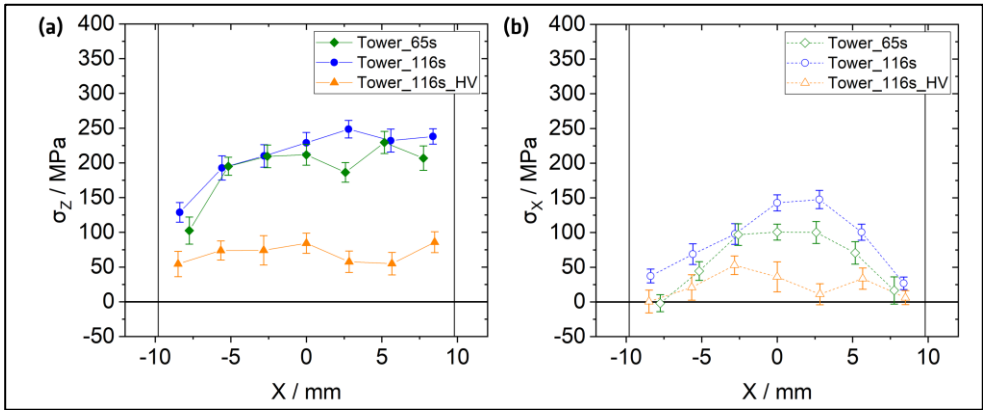 (a)
400
350
300
250
200
150
100
50
0
-50
σZ / MPa
Tower_65s
Tower_116s
Tower_116s_HV
-10 -5 0 5 10
X / mm
(b)
400
350
300
250
200
150
100
50
0
-50
σX / MPa
Tower_65s
Tower_116s
Tower_116s_HV
-10 -5 0 5 10
X / mm